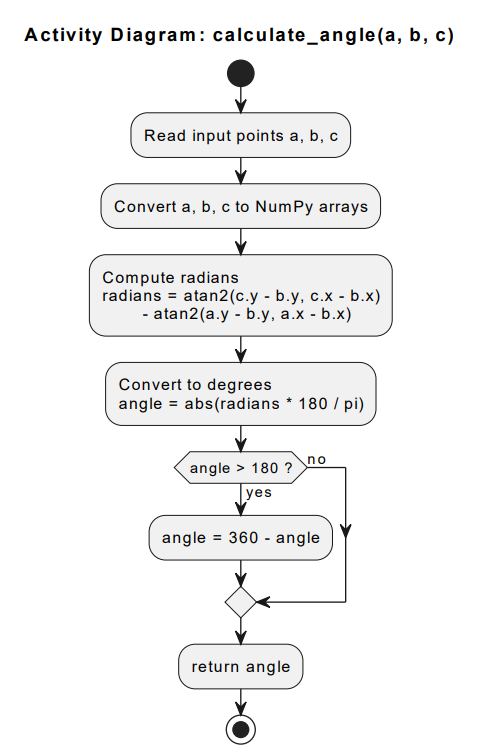 Activity Diagram: calculate_angle(a, b, c)
Read input points a, b, c
Convert a, b, c to NumPy arrays
Compute radians
radians = atan2(c.y - b.y, c.x - b.x)
- atan2(a.y - b.y, a.x - b.x)
Convert to degrees
angle = abs(radians * 180 / pi)
angle > 180 ?
no
yes
angle = 360 - angle
return angle